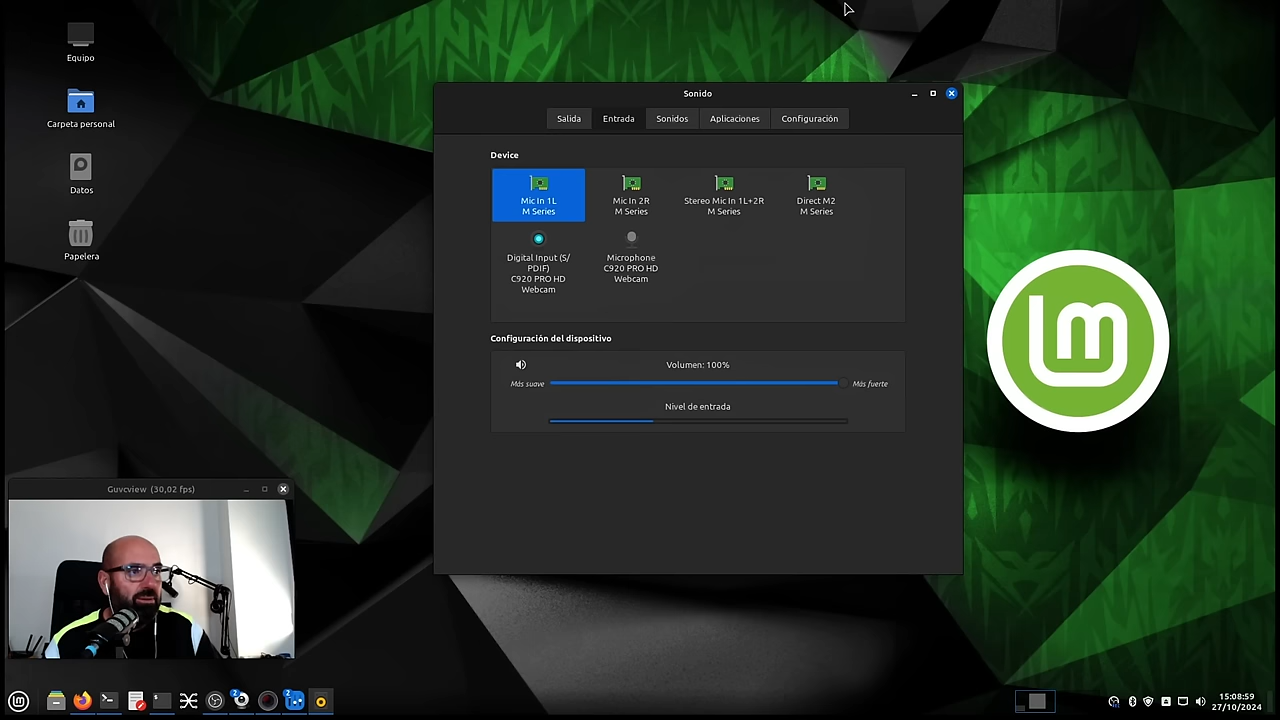 Equipo
Carpeta personal
Datos
Papelera
Sonido
Salida
Entrada
Sonidos
Aplicaciones
Configuración
Device
Mic In 1L
M Series
Mic In 2R
M Series
Stereo Mic In 1L+2R
M Series
Direct M2
M Series
Digital Input (S/
PDIF)
C920 PRO HD
Webcam
Microphone
C920 PRO HD
Webcam
Configuración del dispositivo
Volumen: 100%
Más suave
Más fuerte
Nivel de entrada
Guvcview (30,02 fps)
2
2
15:08:59
27/10/2024